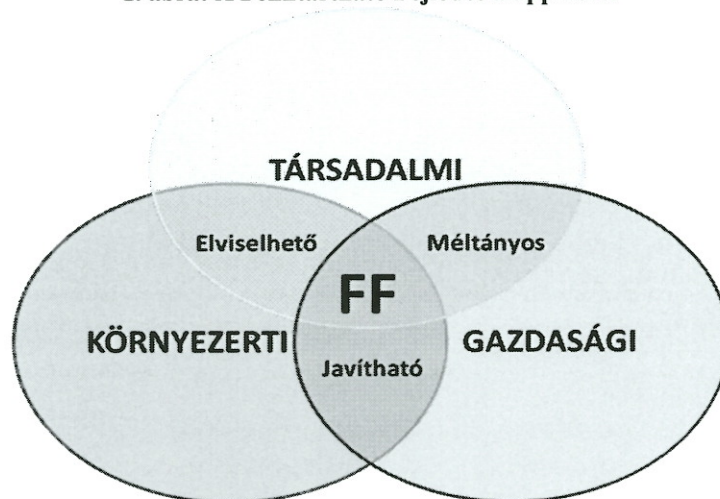 TÁRSADALMI
Elviselhető Méltányos
FF
KÖRNYEZERTI GAZDASÁGI
Javítható